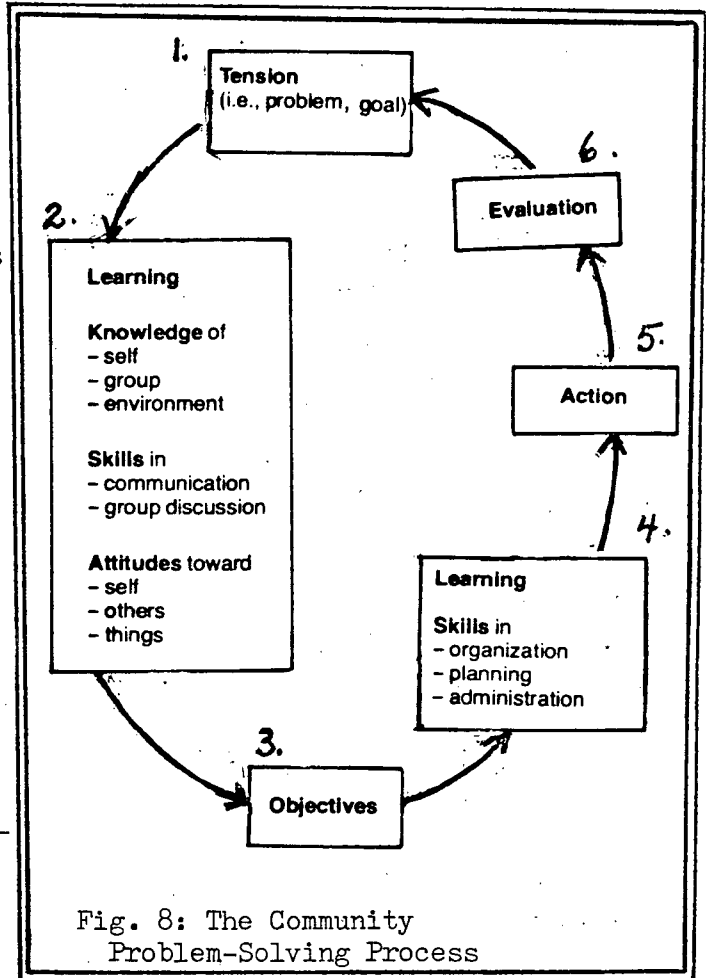 1.
Tension
(i.e., problem, goal)
2.
Learning
Knowledge of
– self
– group
– environment
Skills in
– communication
– group discussion
Attitudes toward
– self
– others
– things
3.
Objectives
4.
Learning
Skills in
– organization
– planning
– administration
5.
Action
6.
Evaluation
Fig. 8: The Community
Problem-Solving Process